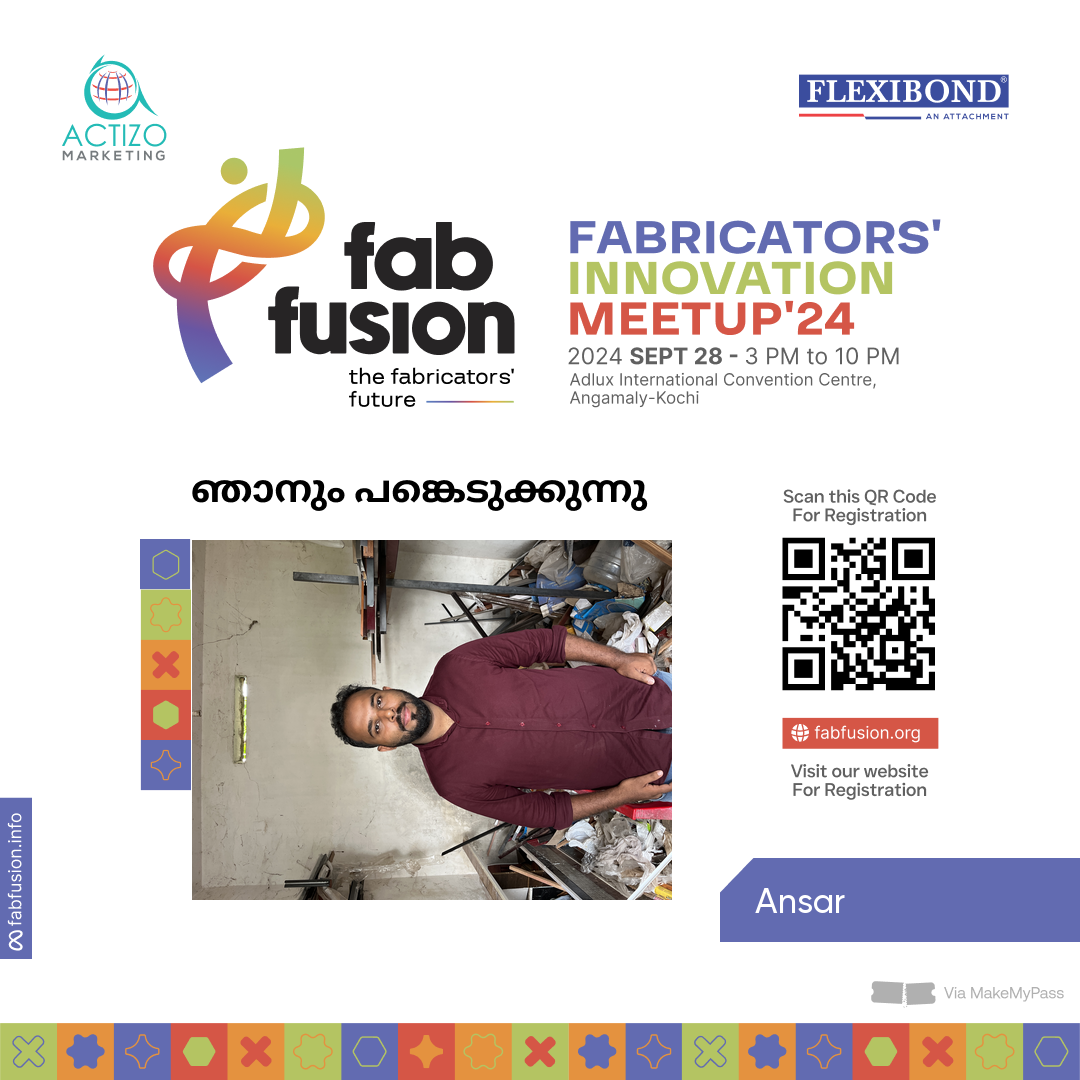 ACTIZO
MARKETING
FLEXIBOND®
AN ATTACHMENT
fab
fusion
the fabricators'
future
FABRICATORS'
INNOVATION
MEETUP'24
2024 SEPT 28 - 3 PM to 10 PM
Adlux International Convention Centre,
Angamaly-Kochi
ഞാനും പങ്കെടുക്കുന്നു
Scan this QR Code
For Registration
fabfusion.org
Visit our website
For Registration
fabfusion.info
Ansar
Via MakeMyPass